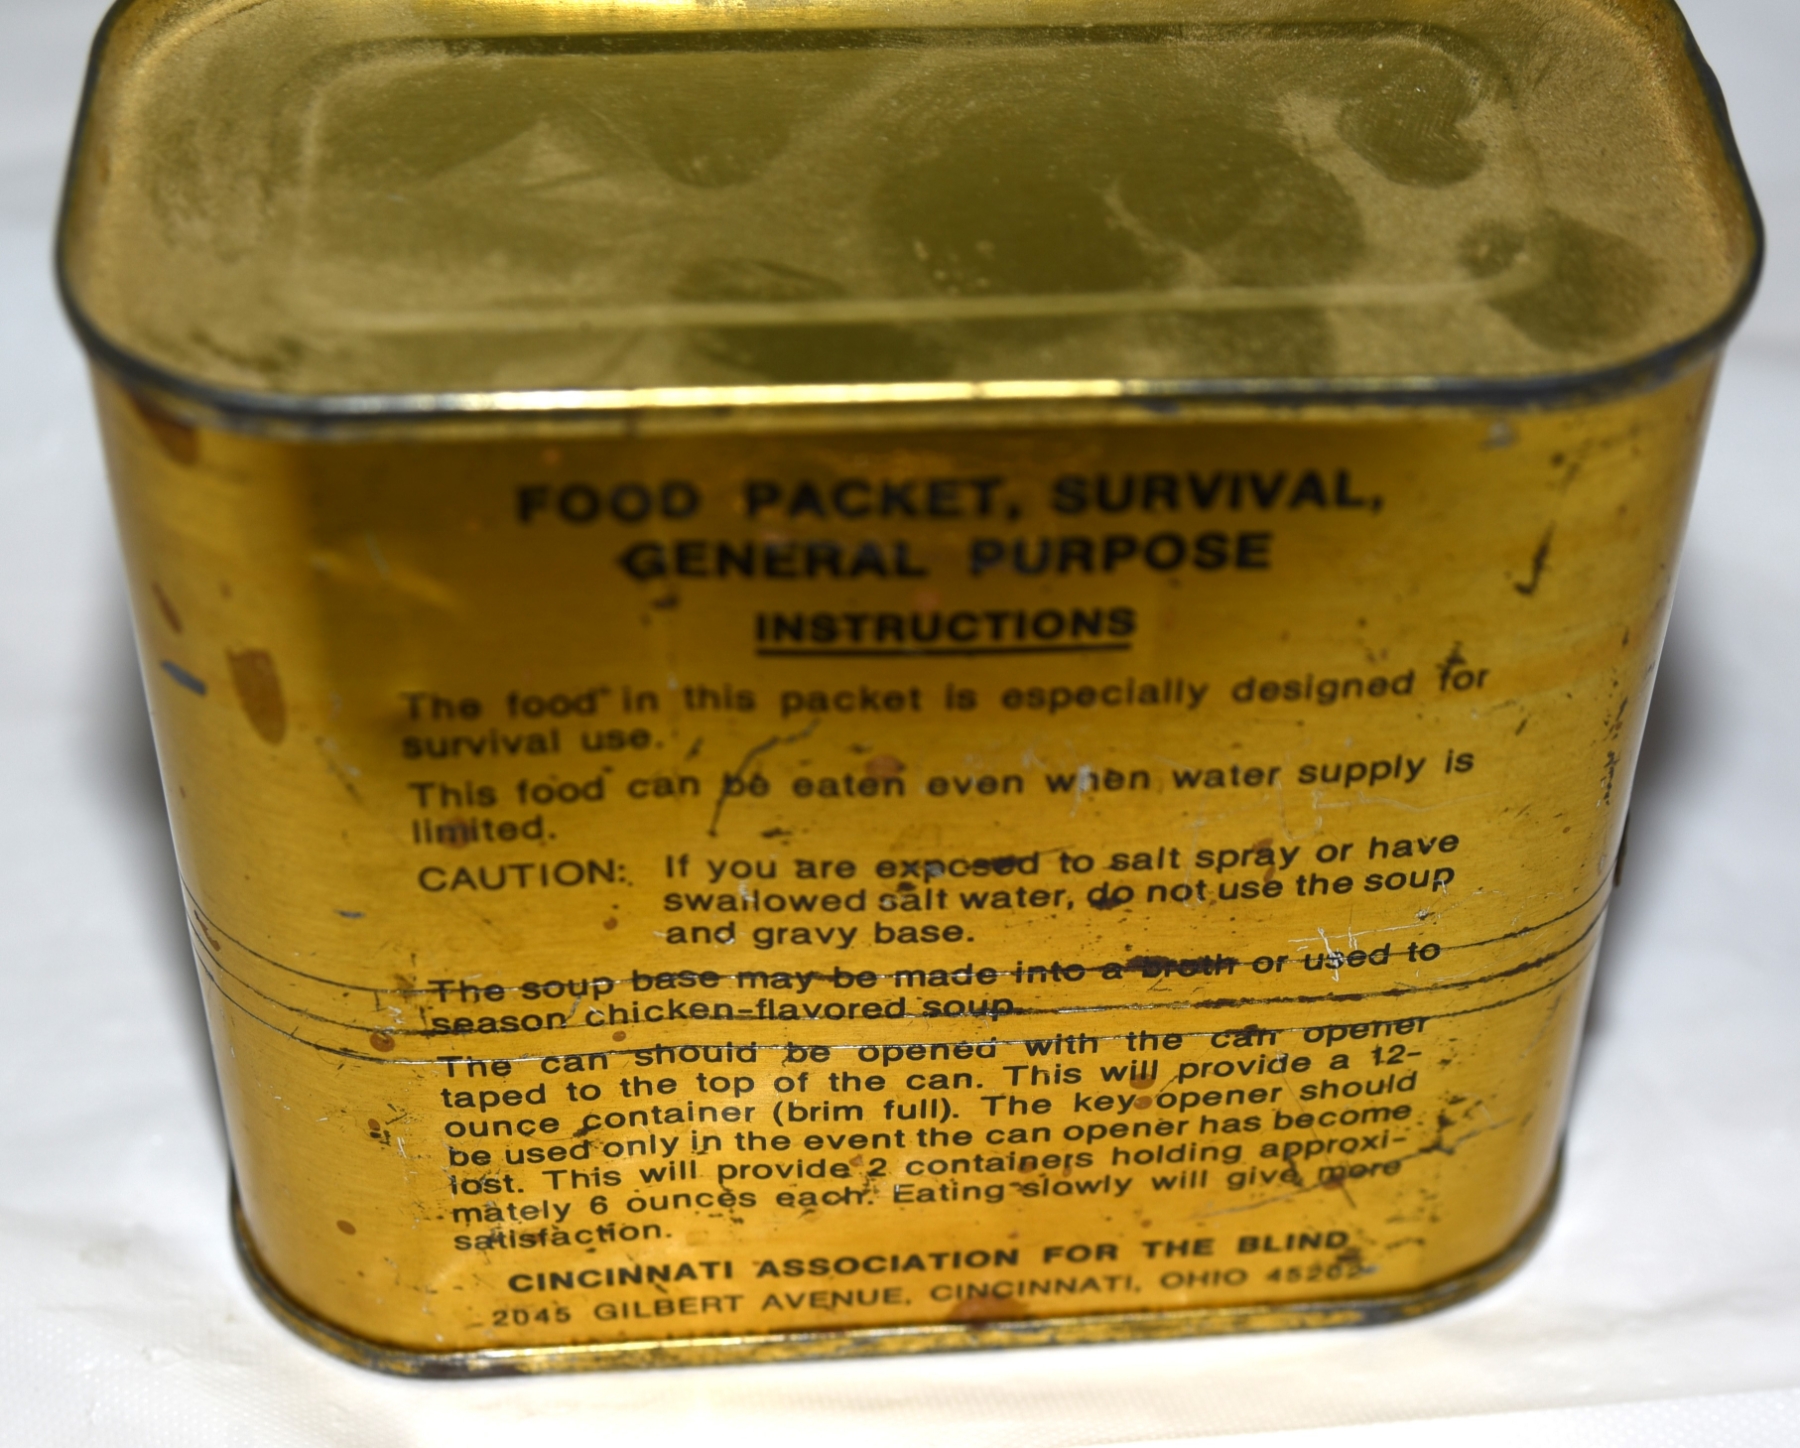 FOOD PACKET, SURVIVAL,
GENERAL PURPOSE
INSTRUCTIONS
The food in this packet is especially designed for
survival use.
This food can be eaten even when water supply is
limited.
CAUTION: If you are exposed to salt spray or have
swallowed salt water, do not use the soup
and gravy base.
The soup base may be made into a broth or used to
season chicken-flavored soup.
The can should be opened with the can opener
taped to the top of the can. This will provide a 12-
ounce container (brim full). The key opener should
be used only in the event the can opener has become
lost. This will provide 2 containers holding approxi-
mately 6 ounces each. Eating slowly will give more
satisfaction.
CINCINNATI ASSOCIATION FOR THE BLIND
2045 GILBERT AVENUE, CINCINNATI, OHIO 45202